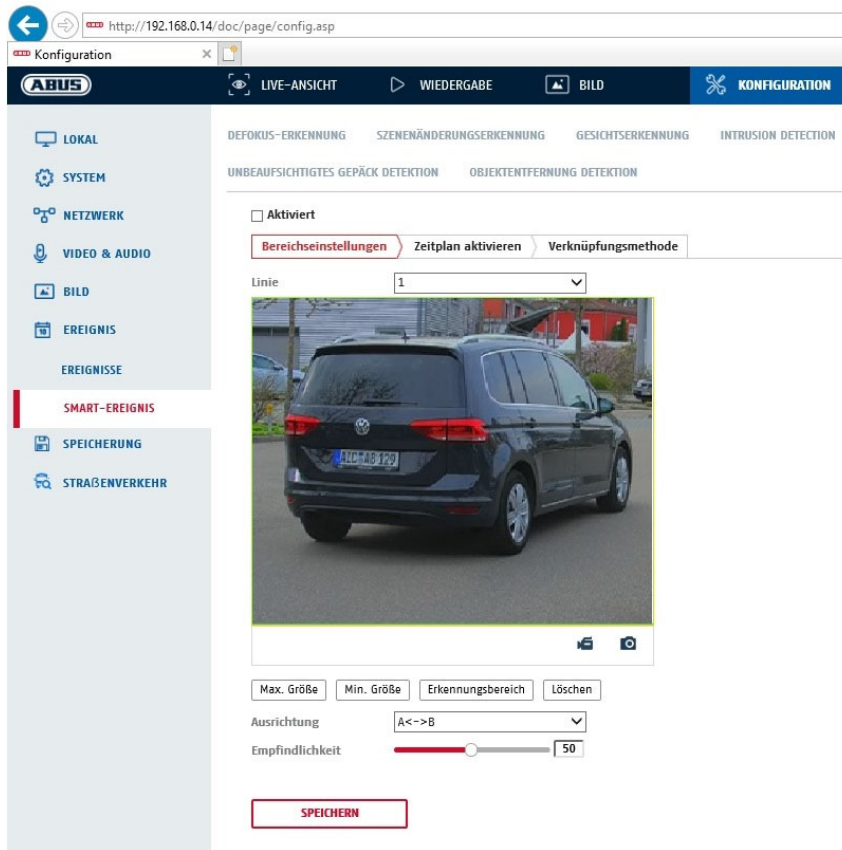 http://192.168.0.14/doc/page/config.asp
Konfiguration
ABUS
LIVE-ANSICHT
WIEDERGABE
BILD
KONFIGURATION
LOKAL
SYSTEM
NETZWERK
VIDEO & AUDIO
BILD
EREIGNIS
EREIGNISSE
SMART-EREIGNIS
SPEICHERUNG
STRAßENVERKEHR
DEFOKUS-ERKENNUNG SZENENÄNDERUNGSERKENNUNG GESICHTSERKENNUNG INTRUSION DETECTION
UNBEAUFSICHTIGTES GEPÄCK DETEKTION OBJEKTENTFERNUNG DETEKTION
Aktiviert
Bereichseinstellungen Zeitplan aktivieren Verknüpfungsmethode
Linie 1
AB 129
Max. Größe Min. Größe Erkennungsbereich Löschen
Ausrichtung A<->B
Empfindlichkeit 50
SPEICHERN